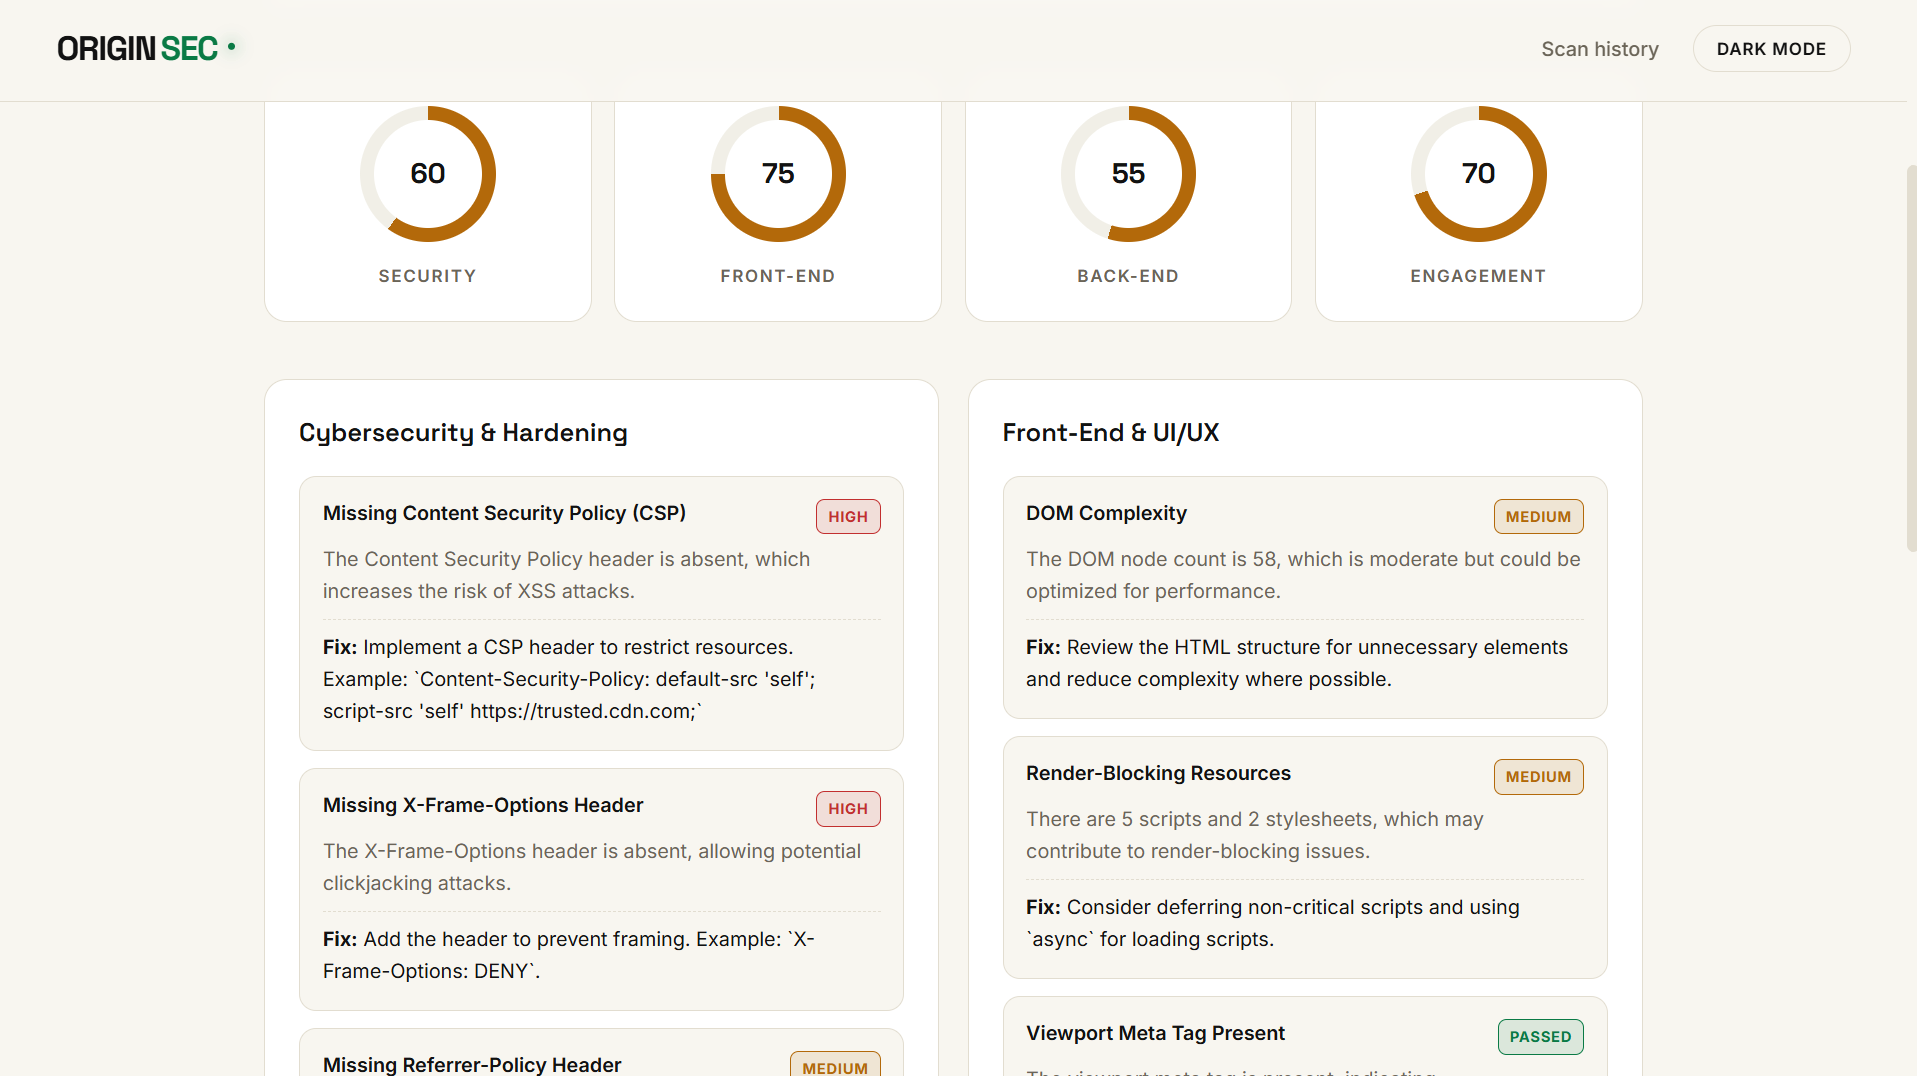 ORIGIN SEC
Scan history
DARK MODE
60
SECURITY
75
FRONT-END
55
BACK-END
70
ENGAGEMENT
Cybersecurity & Hardening
Missing Content Security Policy (CSP)
HIGH
The Content Security Policy header is absent, which
increases the risk of XSS attacks.
Fix: Implement a CSP header to restrict resources.
Example: `Content-Security-Policy: default-src 'self';
script-src 'self' https://trusted.cdn.com;`
Missing X-Frame-Options Header
HIGH
The X-Frame-Options header is absent, allowing potential
clickjacking attacks.
Fix: Add the header to prevent framing. Example: `X-
Frame-Options: DENY`.
Missing Referrer-Policy Header
MEDIUM
Front-End & UI/UX
DOM Complexity
MEDIUM
The DOM node count is 58, which is moderate but could be
optimized for performance.
Fix: Review the HTML structure for unnecessary elements
and reduce complexity where possible.
Render-Blocking Resources
MEDIUM
There are 5 scripts and 2 stylesheets, which may
contribute to render-blocking issues.
Fix: Consider deferring non-critical scripts and using
`async` for loading scripts.
Viewport Meta Tag Present
PASSED